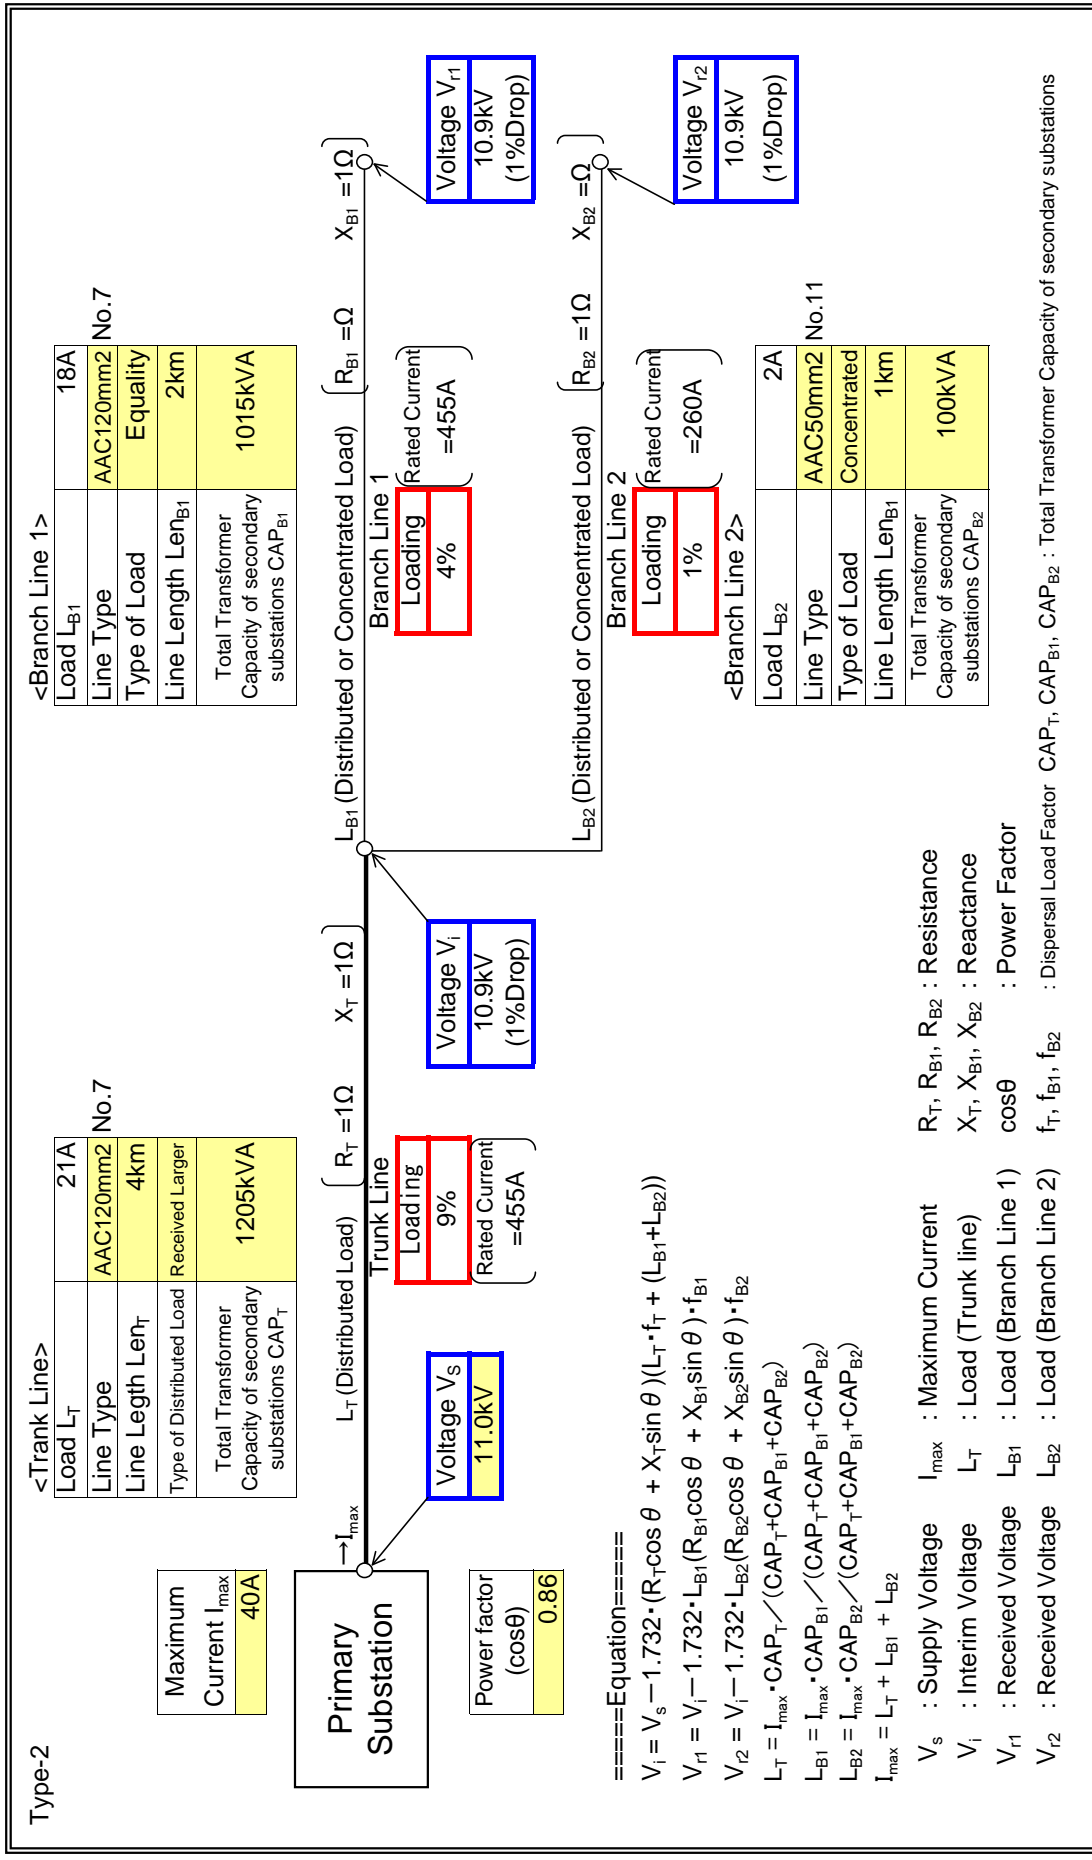 Type-2
Maximum
Current Imax
40A
Primary
Substation
Power factor
(cosθ)
0.86
<Trank Line>
Load LT 21A
Line Type AAC120mm2 No.7
Line Legth LenT 4km
Type of Distributed Load Received Larger
Total Transformer
Capacity of secondary
substations CAPT
1205kVA
→Imax
LT (Distributed Load)
RT =1Ω XT =1Ω
Trunk Line
Loading
9%
Rated Current
=455A
Voltage VS
11.0kV
Voltage Vi
10.9kV
(1%Drop)
<Branch Line 1>
Load LB1 18A
Line Type AAC120mm2 No.7
Type of Load Equality
Line Length LenB1 2km
Total Transformer
Capacity of secondary
substations CAPB1
1015kVA
LB1 (Distributed or Concentrated Load)
RB1 =Ω XB1 =1Ω
Branch Line 1
Loading
4%
Rated Current
=455A
Voltage Vr1
10.9kV
(1%Drop)
LB2 (Distributed or Concentrated Load)
RB2 =1Ω XB2 =Ω
Branch Line 2
Loading
1%
Rated Current
=260A
Voltage Vr2
10.9kV
(1%Drop)
<Branch Line 2>
Load LB2 2A
Line Type AAC50mm2 No.11
Type of Load Concentrated
Line Length LenB1 1km
Total Transformer
Capacity of secondary
substations CAPB2
100kVA
=====Equation=====
Vi = Vs－1.732･(RTcos θ + XTsin θ )(LT･fT + (LB1+LB2))
Vr1 = Vi－1.732･LB1(RB1cos θ + XB1sin θ )･fB1
Vr2 = Vi－1.732･LB2(RB2cos θ + XB2sin θ )･fB2
LT = Imax･CAPT／(CAPT+CAPB1+CAPB2)
LB1 = Imax･CAPB1／(CAPT+CAPB1+CAPB2)
LB2 = Imax･CAPB2／(CAPT+CAPB1+CAPB2)
Imax = LT + LB1 + LB2
Vs : Supply Voltage Imax : Maximum Current RT, RB1, RB2 : Resistance
Vi : Interim Voltage LT : Load (Trunk line) XT, XB1, XB2 : Reactance
Vr1 : Received Voltage LB1 : Load (Branch Line 1) cosθ : Power Factor
Vr2 : Received Voltage LB2 : Load (Branch Line 2) fT, fB1, fB2 : Dispersal Load Factor CAPT, CAPB1, CAPB2 : Total Transformer Capacity of secondary substations